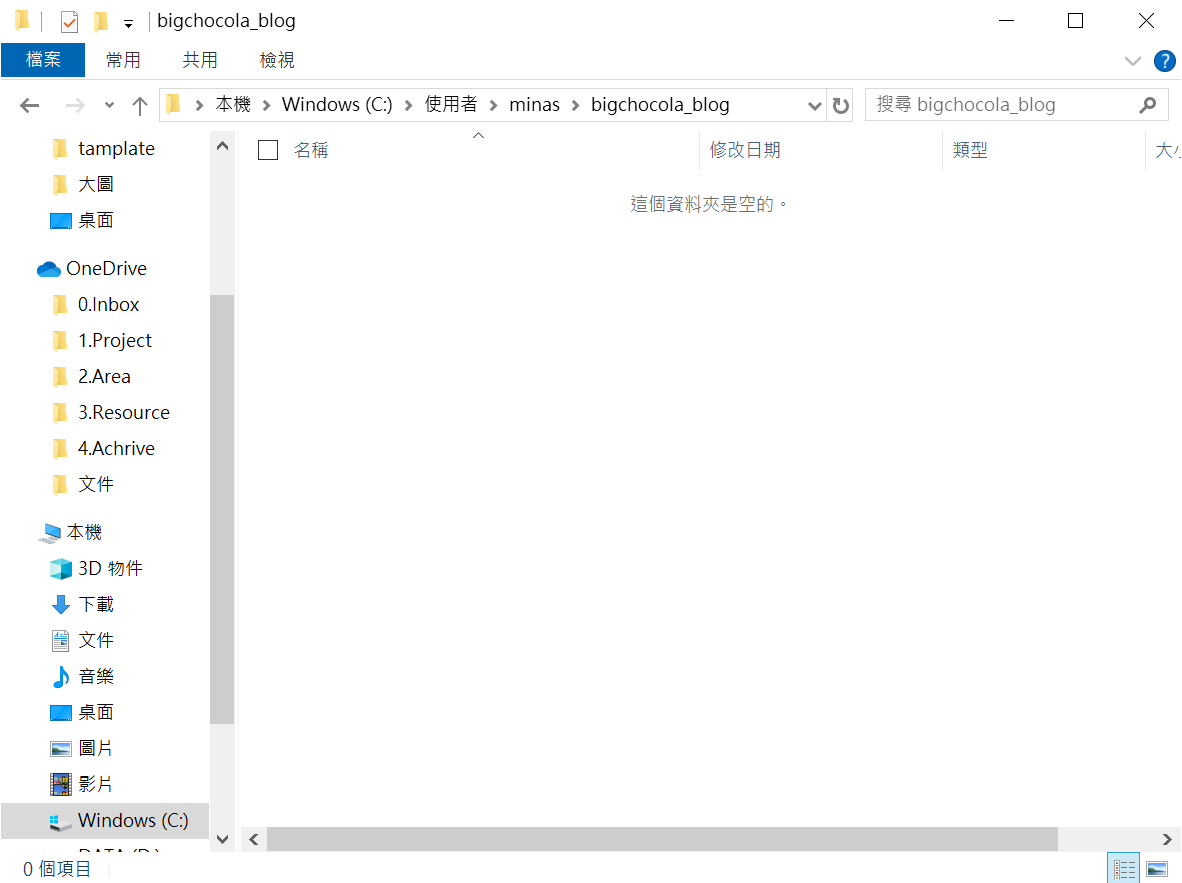 bigchocola_blog
檔案 常用 共用 檢視
本機 Windows (C:) 使用者 minas bigchocola_blog 搜尋 bigchocola_blog
名稱 修改日期 類型
這個資料夾是空的。
tamplate
大圖
桌面
OneDrive
0.Inbox
1.Project
2.Area
3.Resource
4.Achrive
文件
本機
3D 物件
下載
文件
音樂
桌面
圖片
影片
Windows (C:)
DATA (D:)
0 個項目